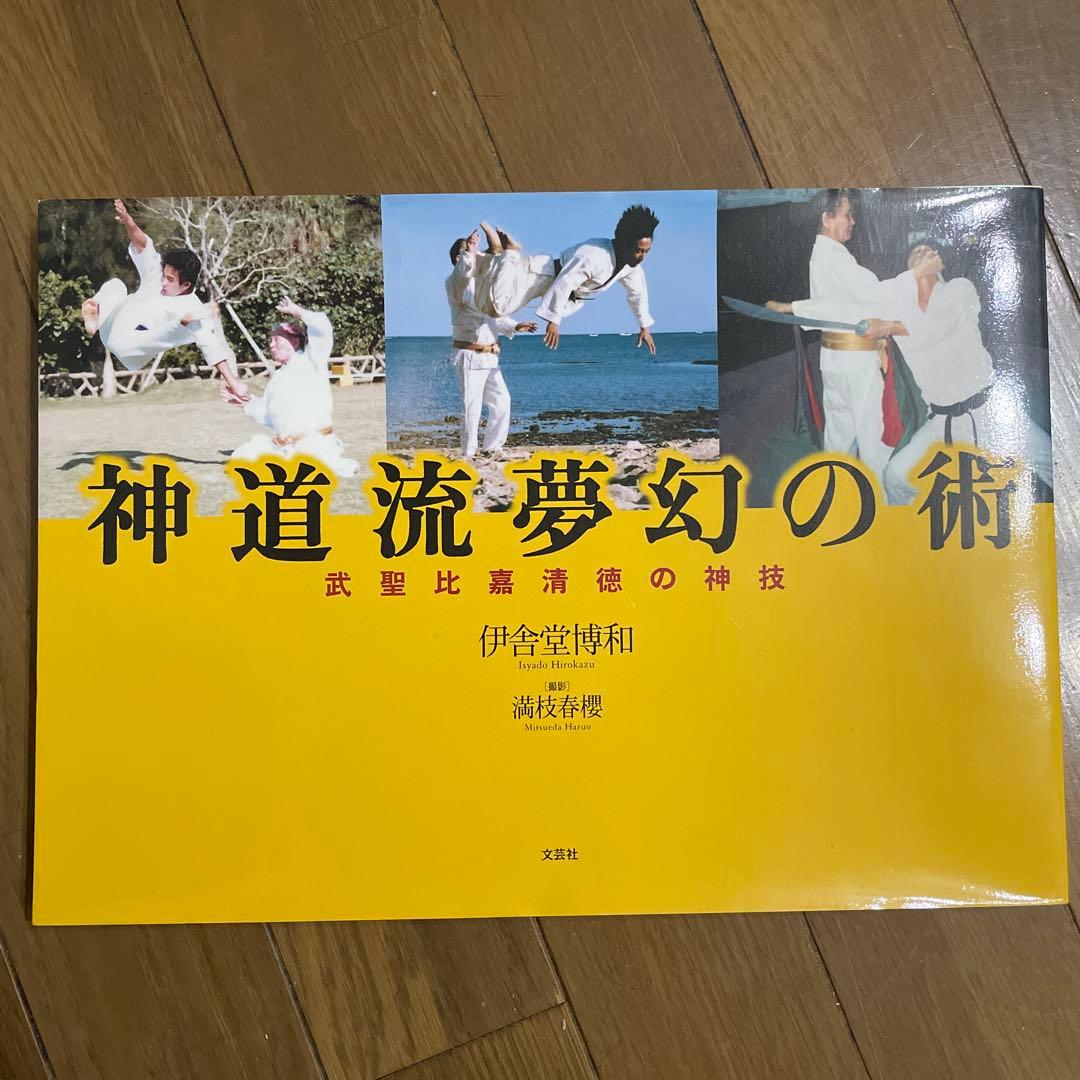 神道流夢幻の術
武聖比嘉清徳の神技
伊舎堂博和
Isyado Hirokazu
［撮影］
満枝春櫻
Mitsueda Haruo
文芸社